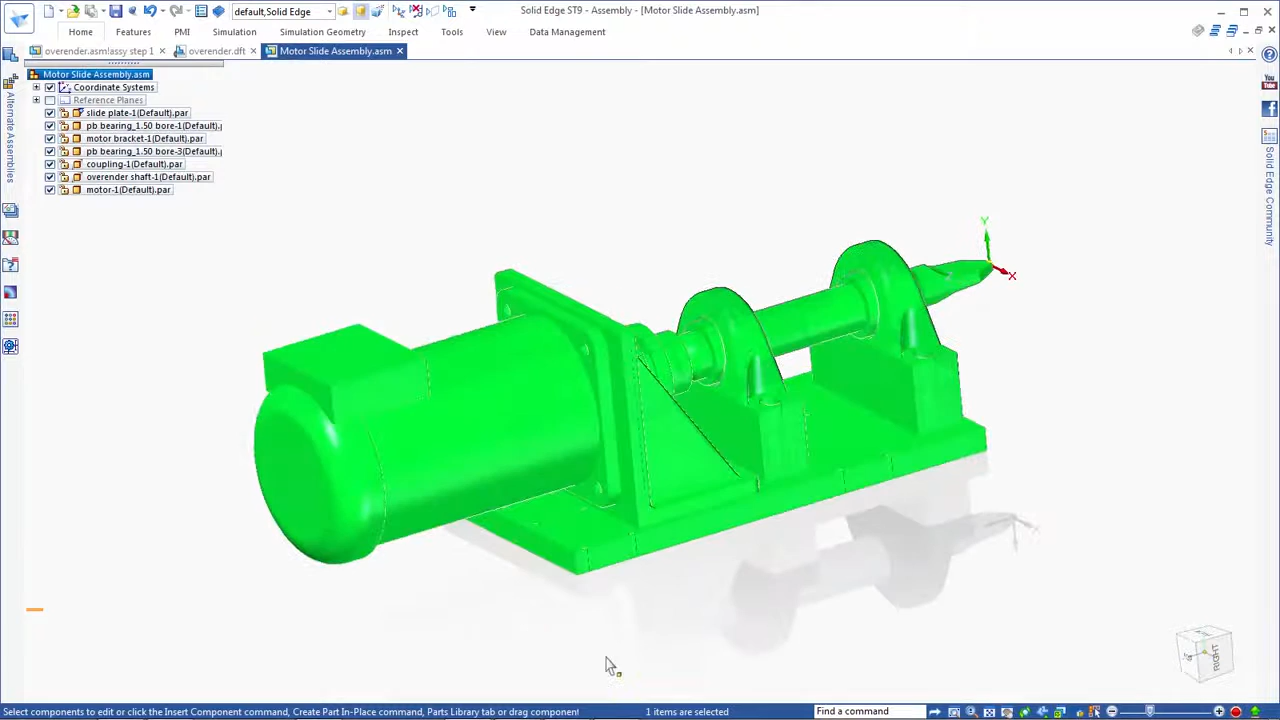 default,Solid Edge
Solid Edge ST9 - Assembly - [Motor Slide Assembly.asm]
Home Features PMI Simulation Simulation Geometry Inspect Tools View Data Management
overender.asm!assy step 1 overender.dft Motor Slide Assembly.asm
Motor Slide Assembly.asm
Coordinate Systems
Reference Planes
slide plate-1(Default).par
pb bearing_1.50 bore-1(Default).
motor bracket-1(Default).par
pb bearing_1.50 bore-3(Default).
coupling-1(Default).par
overender shaft-1(Default).par
motor-1(Default).par
Alternate Assemblies
You
Tube
Solid Edge Community
Y
X
RIGHT
Select components to edit or click the Insert Component command, Create Part In-Place command, Parts Library tab or drag component
1 items are selected
Find a command